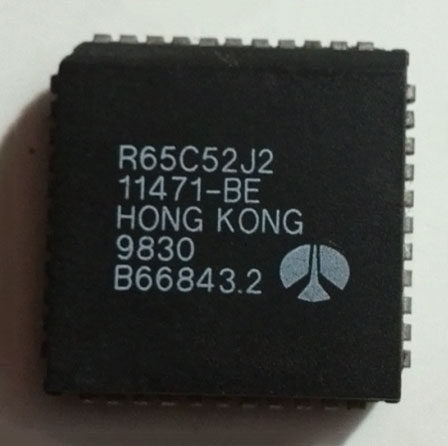 R65C52J2
11471-BE
HONG KONG
9830
B66843.2